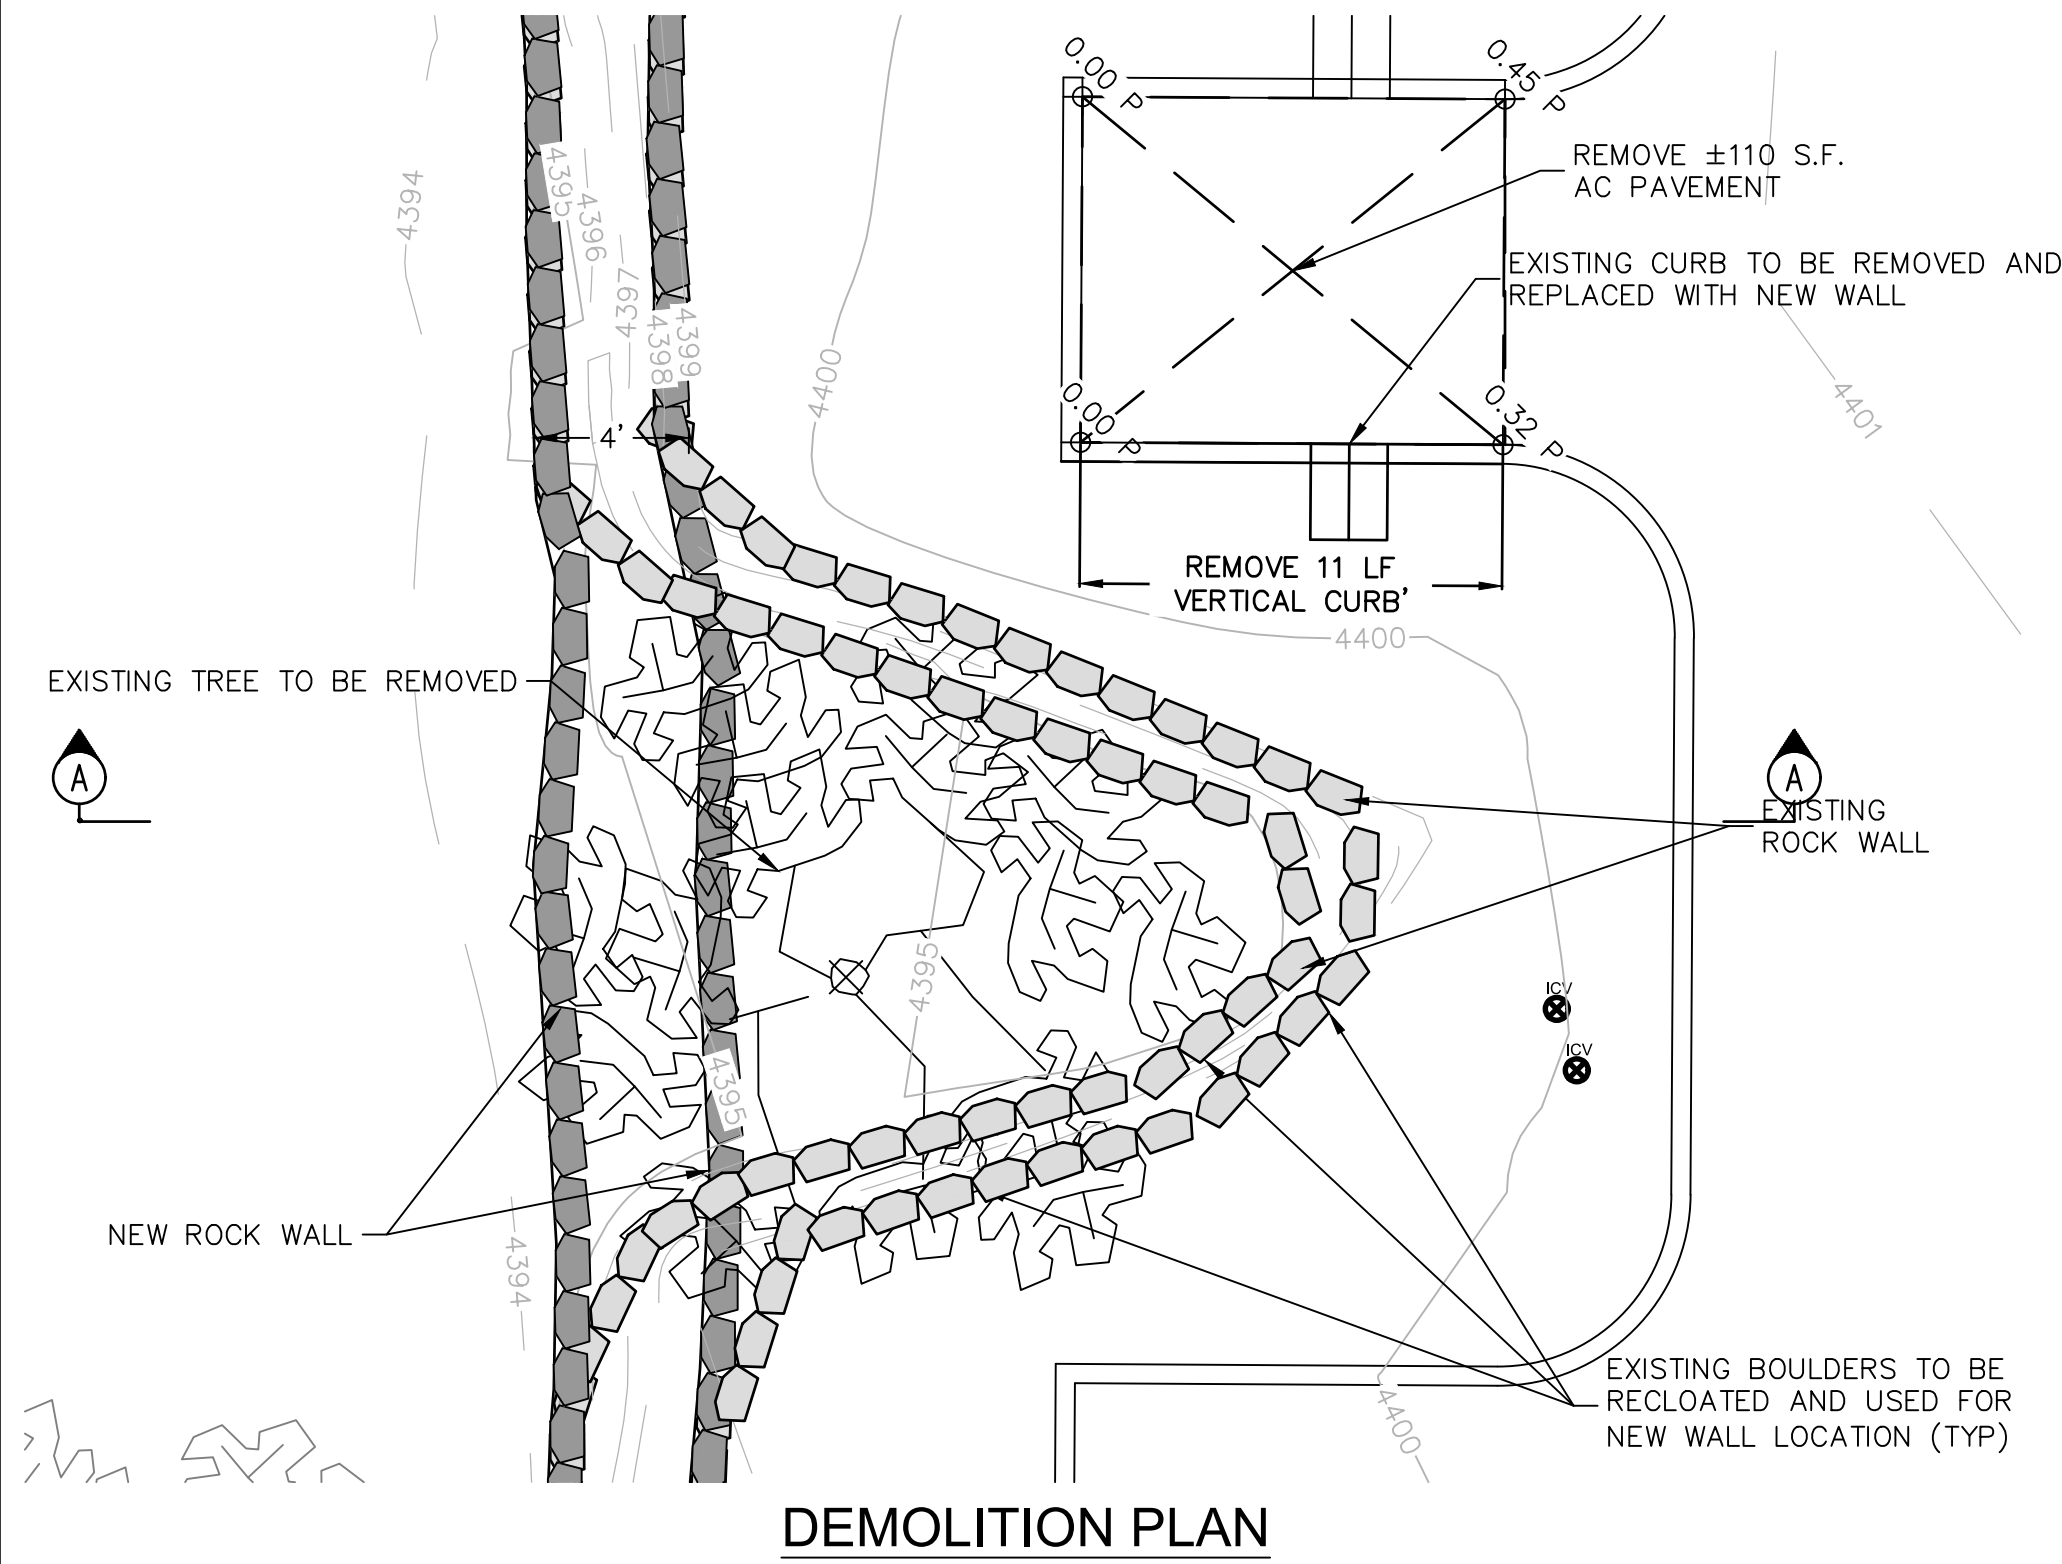 0.00 P
0.45 P
REMOVE ±110 S.F.
AC PAVEMENT
4394
4395
4396
4397
4398
4399
EXISTING CURB TO BE REMOVED AND
REPLACED WITH NEW WALL
4400
4401
0.00 P
0.32 P
4'
REMOVE 11 LF
VERTICAL CURB'
4400
EXISTING TREE TO BE REMOVED
A
A
EXISTING
ROCK WALL
4395
ICV
ICV
4395
NEW ROCK WALL
4394
EXISTING BOULDERS TO BE
RECLOATED AND USED FOR
NEW WALL LOCATION (TYP)
4400
DEMOLITION PLAN